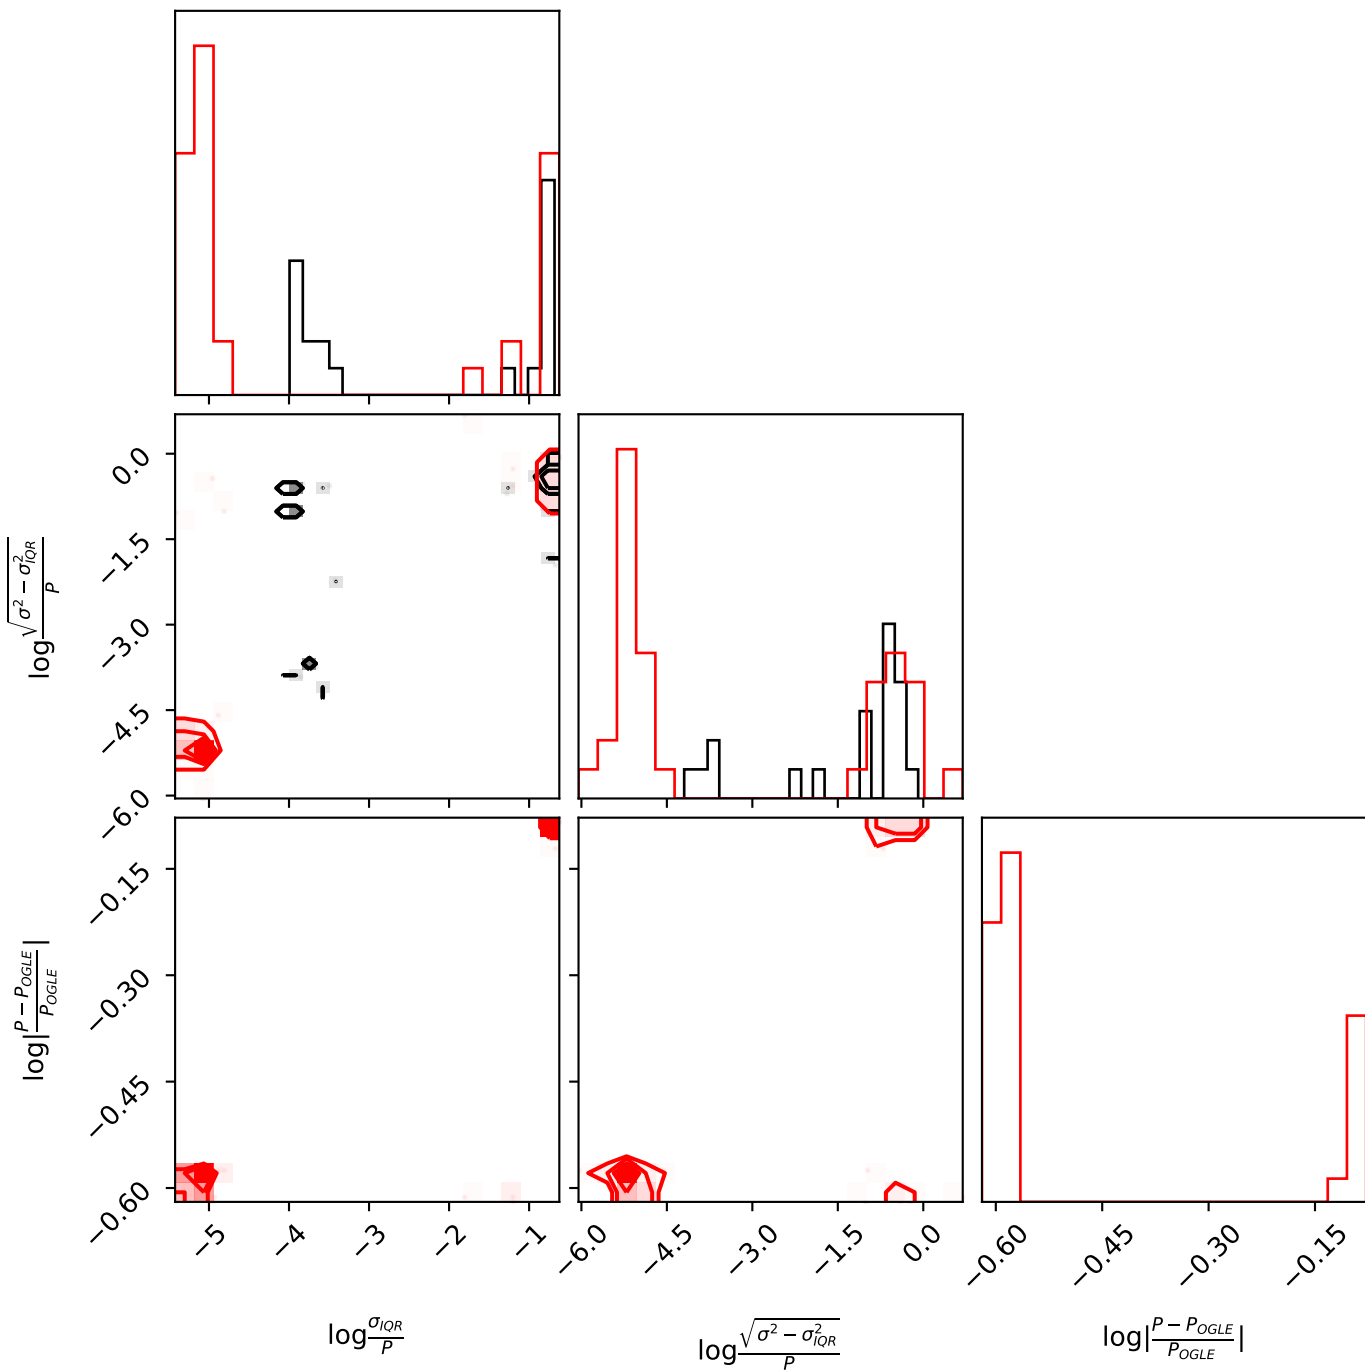 0.0
−1.5
−3.0
−4.5
−6.0
log √(σ² − σ²_IQR) / P
−0.15
−0.30
−0.45
−0.60
log|(P − P_OGLE) / P_OGLE|
−5 −4 −3 −2 −1
−6.0 −4.5 −3.0 −1.5 0.0
−0.60 −0.45 −0.30 −0.15
log σ_IQR / P
log √(σ² − σ²_IQR) / P
log|(P − P_OGLE) / P_OGLE|